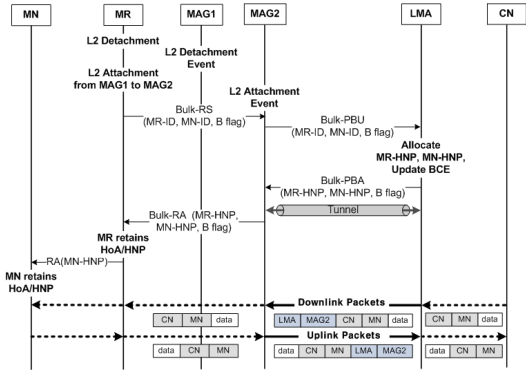 MN MR MAG1 MAG2 LMA CN
L2 Detachment
L2 Detachment
Event
L2 Attachment
from MAG1 to MAG2
L2 Attachment
Event
Bulk-RS
(MR-ID, MN-ID, B flag)
Bulk-PBU
(MR-ID, MN-ID, B flag)
Allocate
MR-HNP, MN-HNP,
Update BCE
Bulk-PBA
(MR-HNP, MN-HNP, B flag)
Tunnel
Bulk-RA (MR-HNP,
MN-HNP, B flag)
MR retains
HoA/HNP
RA(MN-HNP)
MN retains
HoA/HNP
Downlink Packets
CN MN data LMA MAG2 CN MN data CN MN data
Uplink Packets
data CN MN data CN MN LMA MAG2 data CN MN